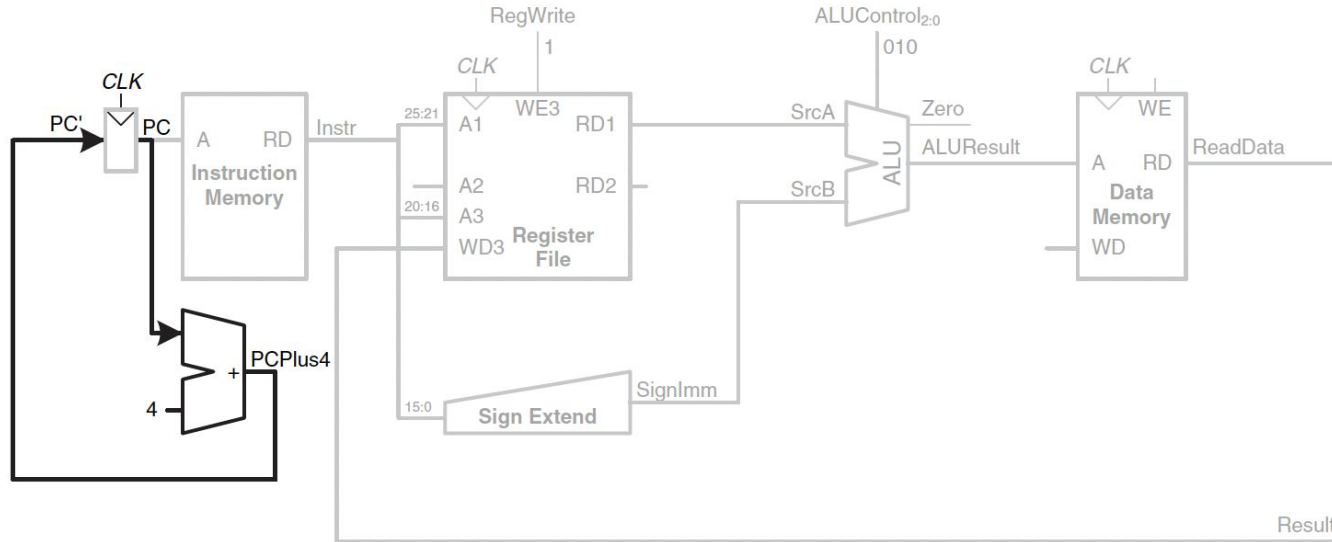 RegWrite
ALUControl2:0
1
010
CLK
CLK
CLK
PC'
PC
A
RD
Instr
Instruction
Memory
25:21
A1
WE3
RD1
A2
RD2
20:16
A3
WD3
Register
File
SrcA
SrcB
ALU
Zero
ALUResult
WE
A
RD
Data
Memory
WD
ReadData
PCPlus4
+
4
15:0
Sign Extend
SignImm
Result